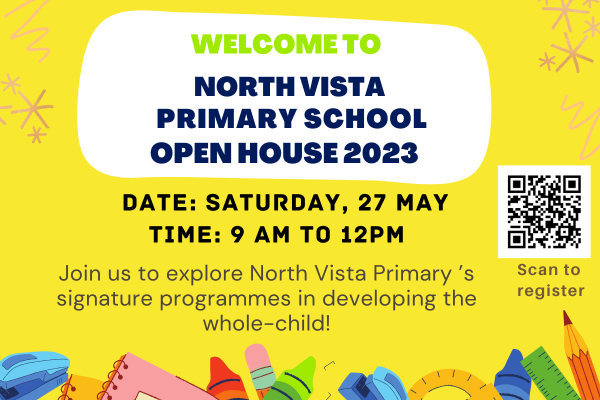 WELCOME TO
NORTH VISTA
PRIMARY SCHOOL
OPEN HOUSE 2023
DATE: SATURDAY, 27 MAY
TIME: 9 AM TO 12PM
Join us to explore North Vista Primary 's
signature programmes in developing the
whole-child!
Scan to
register